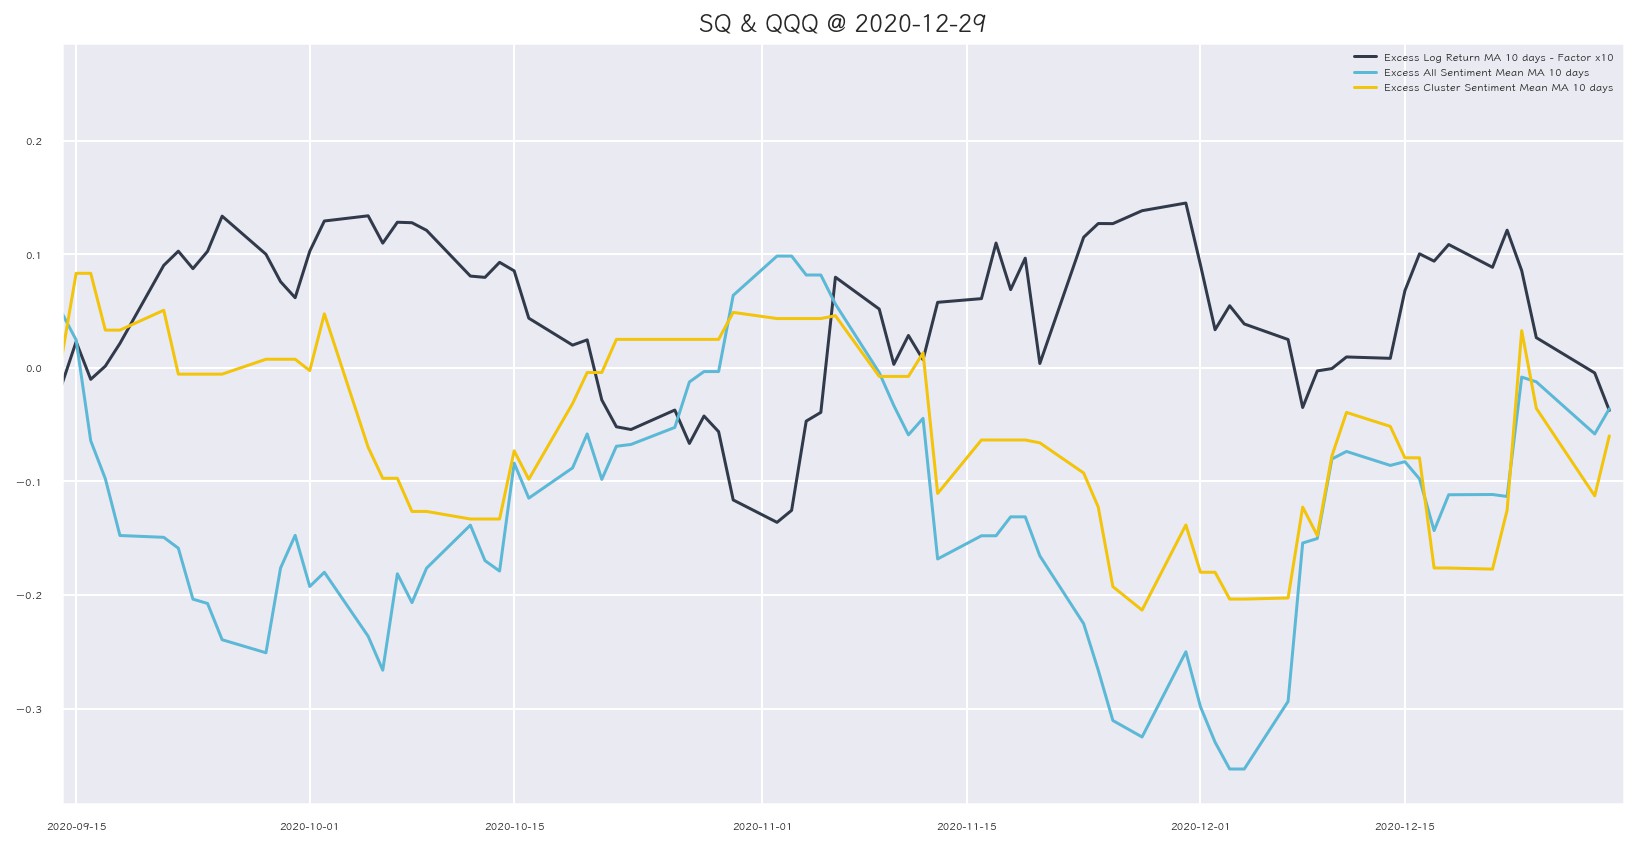 SQ & QQQ @ 2020-12-29
Excess Log Return MA 10 days - Factor x10
Excess All Sentiment Mean MA 10 days
Excess Cluster Sentiment Mean MA 10 days
0.2
0.1
0.0
−0.1
−0.2
−0.3
2020-09-15 2020-10-01 2020-10-15 2020-11-01 2020-11-15 2020-12-01 2020-12-15